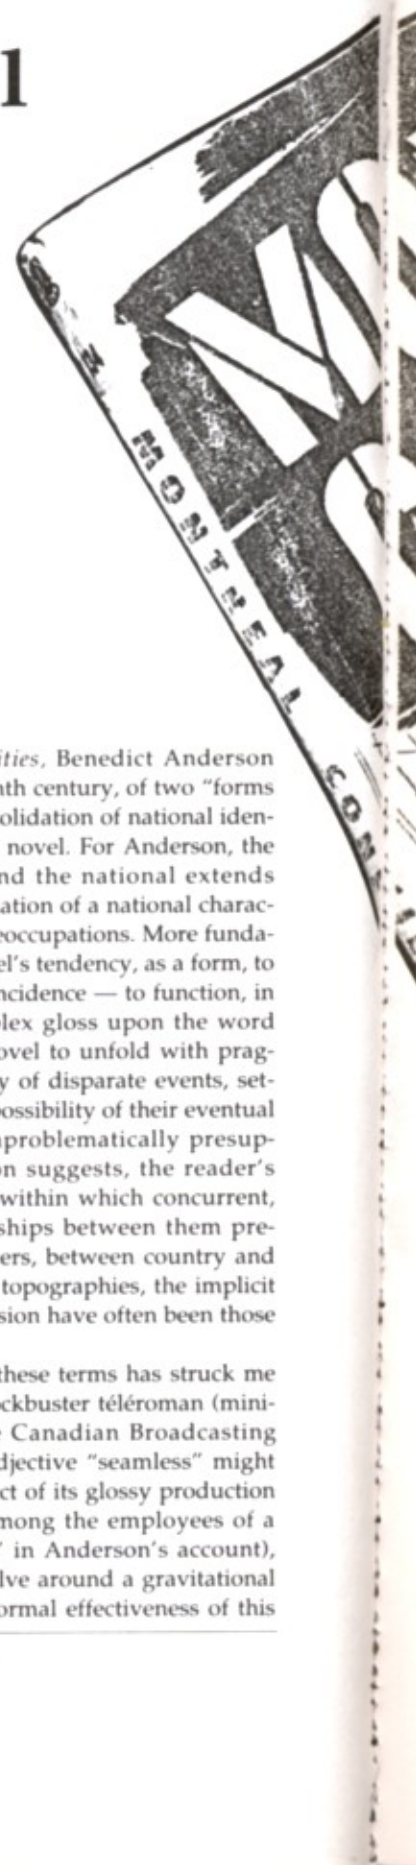 l
MONTREAL
CON
ities, Benedict Anderson
nth century, of two "forms
solidation of national iden-
novel. For Anderson, the
nd the national extends
ation of a national charac-
eoccupations. More funda-
el's tendency, as a form, to
ncidence — to function, in
plex gloss upon the word
ovel to unfold with prag-
y of disparate events, set-
possibility of their eventual
nproblematically presup-
on suggests, the reader's
within which concurrent,
ships between them pre-
ers, between country and
topographies, the implicit
sion have often been those
these terms has struck me
ockbuster téléroman (mini-
Canadian Broadcasting
djective "seamless" might
ct of its glossy production
mong the employees of a
" in Anderson's account),
lve around a gravitational
ormal effectiveness of this